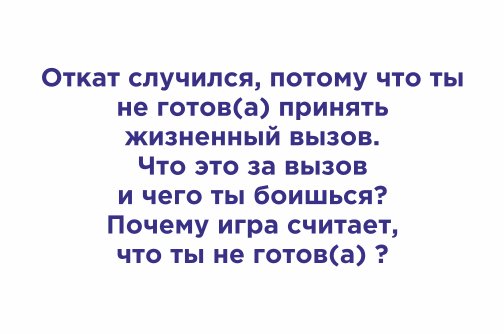 Откат случился, потому что ты
не готов(а) принять
жизненный вызов.
Что это за вызов
и чего ты боишься?
Почему игра считает,
что ты не готов(а) ?